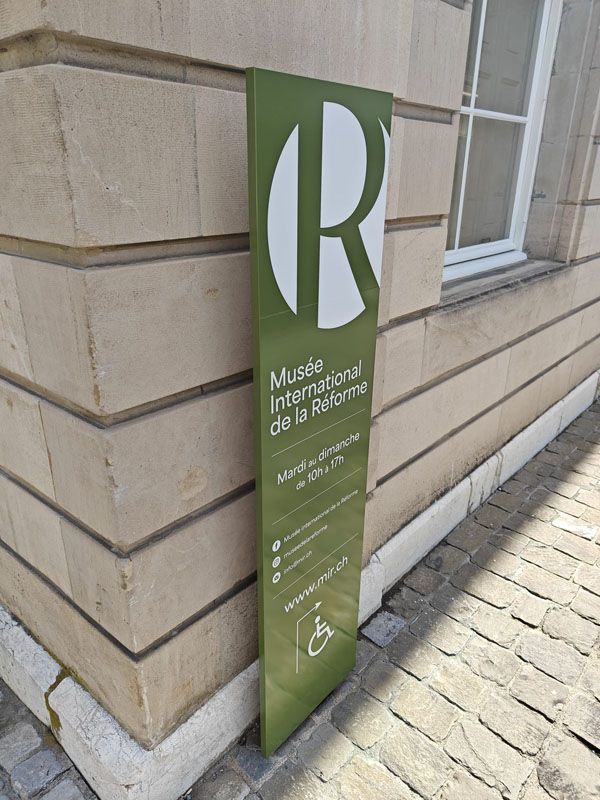 R
Musée
International
de la Réforme
Mardi au dimanche
de 10h à 17h
Musée International de la Réforme
museedelareforme
info@mir.ch
www.mir.ch